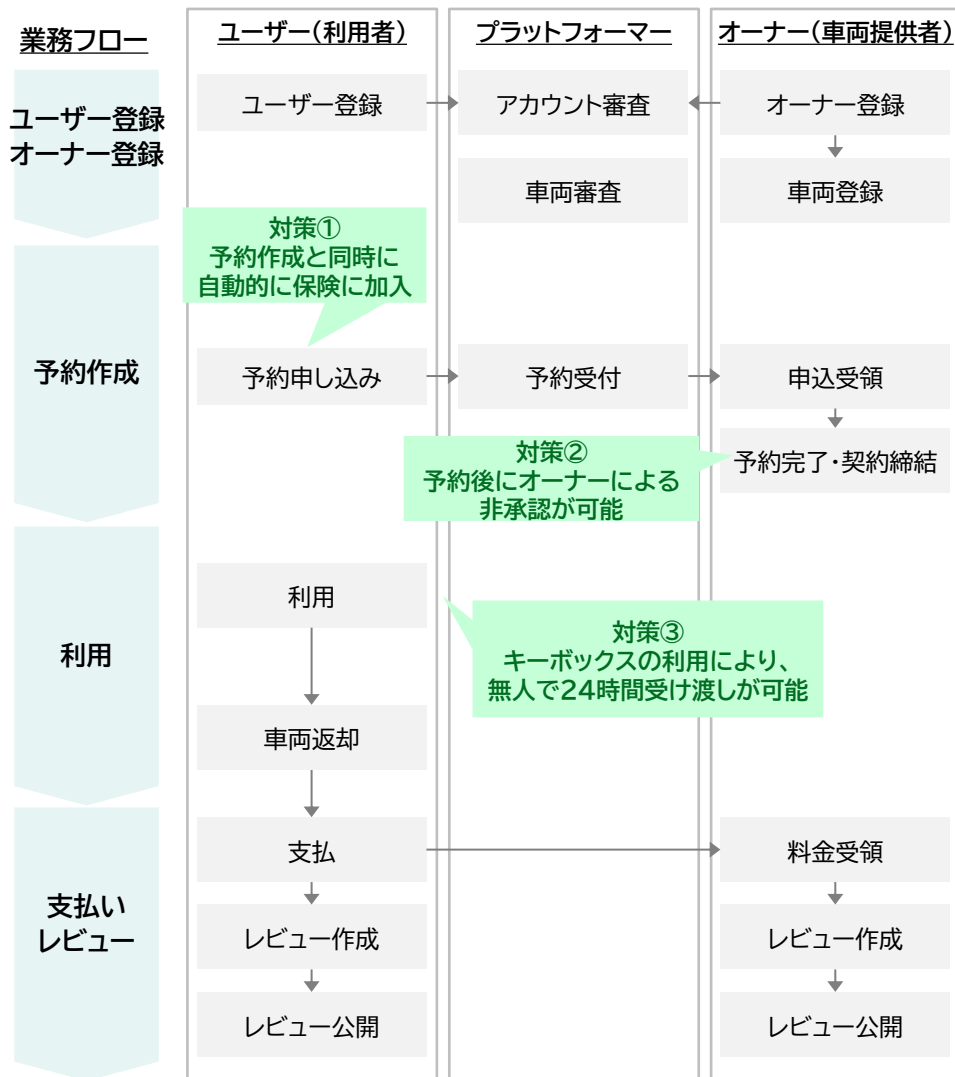 業務フロー
ユーザー（利用者）
プラットフォーマー
オーナー（車両提供者）
ユーザー登録
オーナー登録
ユーザー登録
アカウント審査
オーナー登録
車両審査
車両登録
対策①
予約作成と同時に
自動的に保険に加入
予約作成
予約申し込み
予約受付
申込受領
対策②
予約後にオーナーによる
非承認が可能
予約完了・契約締結
利用
利用
対策③
キーボックスの利用により、
無人で24時間受け渡しが可能
車両返却
支払い
レビュー
支払
料金受領
レビュー作成
レビュー作成
レビュー公開
レビュー公開